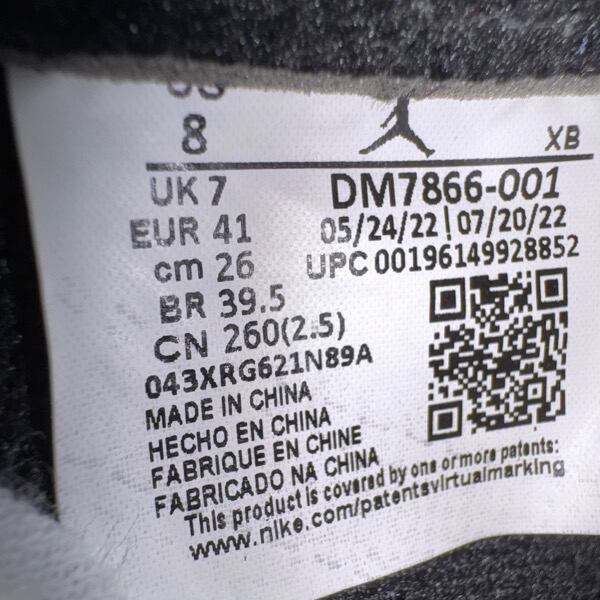 8
XB
UK 7
DM7866-001
EUR 41
05/24/22 | 07/20/22
cm 26
UPC 00196149928852
BR 39.5
CN 260(2.5)
043XRG621N89A
MADE IN CHINA
HECHO EN CHINA
FABRIQUE EN CHINE
FABRICADO NA CHINA
This product is covered by one or more patents:
www.nike.com/patentsvirtualmarking